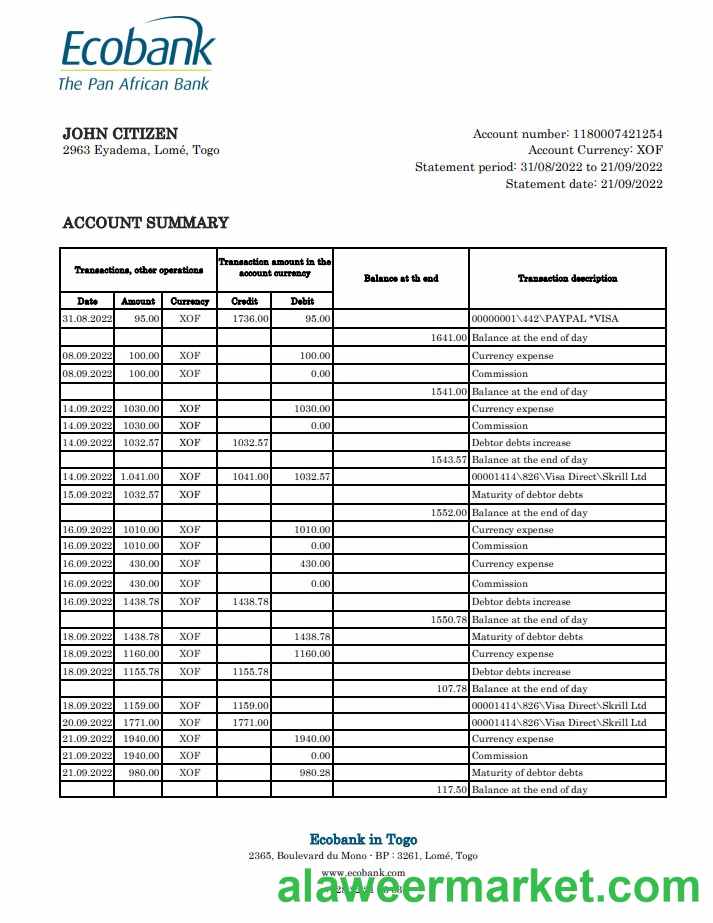 Ecobank
The Pan African Bank
JOHN CITIZEN
2963 Eyadema, Lomé, Togo
Account number: 1180007421254
Account Currency: XOF
Statement period: 31/08/2022 to 21/09/2022
Statement date: 21/09/2022
ACCOUNT SUMMARY
Transactions, other operations Transaction amount in the account currency Balance at th end Transaction description
Date Amount Currency Credit Debit
31.08.2022 95.00 XOF 1736.00 95.00 00000001\442\PAYPAL *VISA
1641.00 Balance at the end of day
08.09.2022 100.00 XOF 100.00 Currency expense
08.09.2022 100.00 XOF 0.00 Commission
1541.00 Balance at the end of day
14.09.2022 1030.00 XOF 1030.00 Currency expense
14.09.2022 1030.00 XOF 0.00 Commission
14.09.2022 1032.57 XOF 1032.57 Debtor debts increase
1543.57 Balance at the end of day
14.09.2022 1.041.00 XOF 1041.00 1032.57 00001414\826\Visa Direct\Skrill Ltd
15.09.2022 1032.57 XOF Maturity of debtor debts
1552.00 Balance at the end of day
16.09.2022 1010.00 XOF 1010.00 Currency expense
16.09.2022 1010.00 XOF 0.00 Commission
16.09.2022 430.00 XOF 430.00 Currency expense
16.09.2022 430.00 XOF 0.00 Commission
16.09.2022 1438.78 XOF 1438.78 Debtor debts increase
1550.78 Balance at the end of day
18.09.2022 1438.78 XOF 1438.78 Maturity of debtor debts
18.09.2022 1160.00 XOF 1160.00 Currency expense
18.09.2022 1155.78 XOF 1155.78 Debtor debts increase
107.78 Balance at the end of day
18.09.2022 1159.00 XOF 1159.00 00001414\826\Visa Direct\Skrill Ltd
20.09.2022 1771.00 XOF 1771.00 00001414\826\Visa Direct\Skrill Ltd
21.09.2022 1940.00 XOF 1940.00 Currency expense
21.09.2022 1940.00 XOF 0.00 Commission
21.09.2022 980.00 XOF 980.28 Maturity of debtor debts
117.50 Balance at the end of day
Ecobank in Togo
2365, Boulevard du Mono - BP : 3261, Lomé, Togo
www.ecobank.com
alaweermarket.com